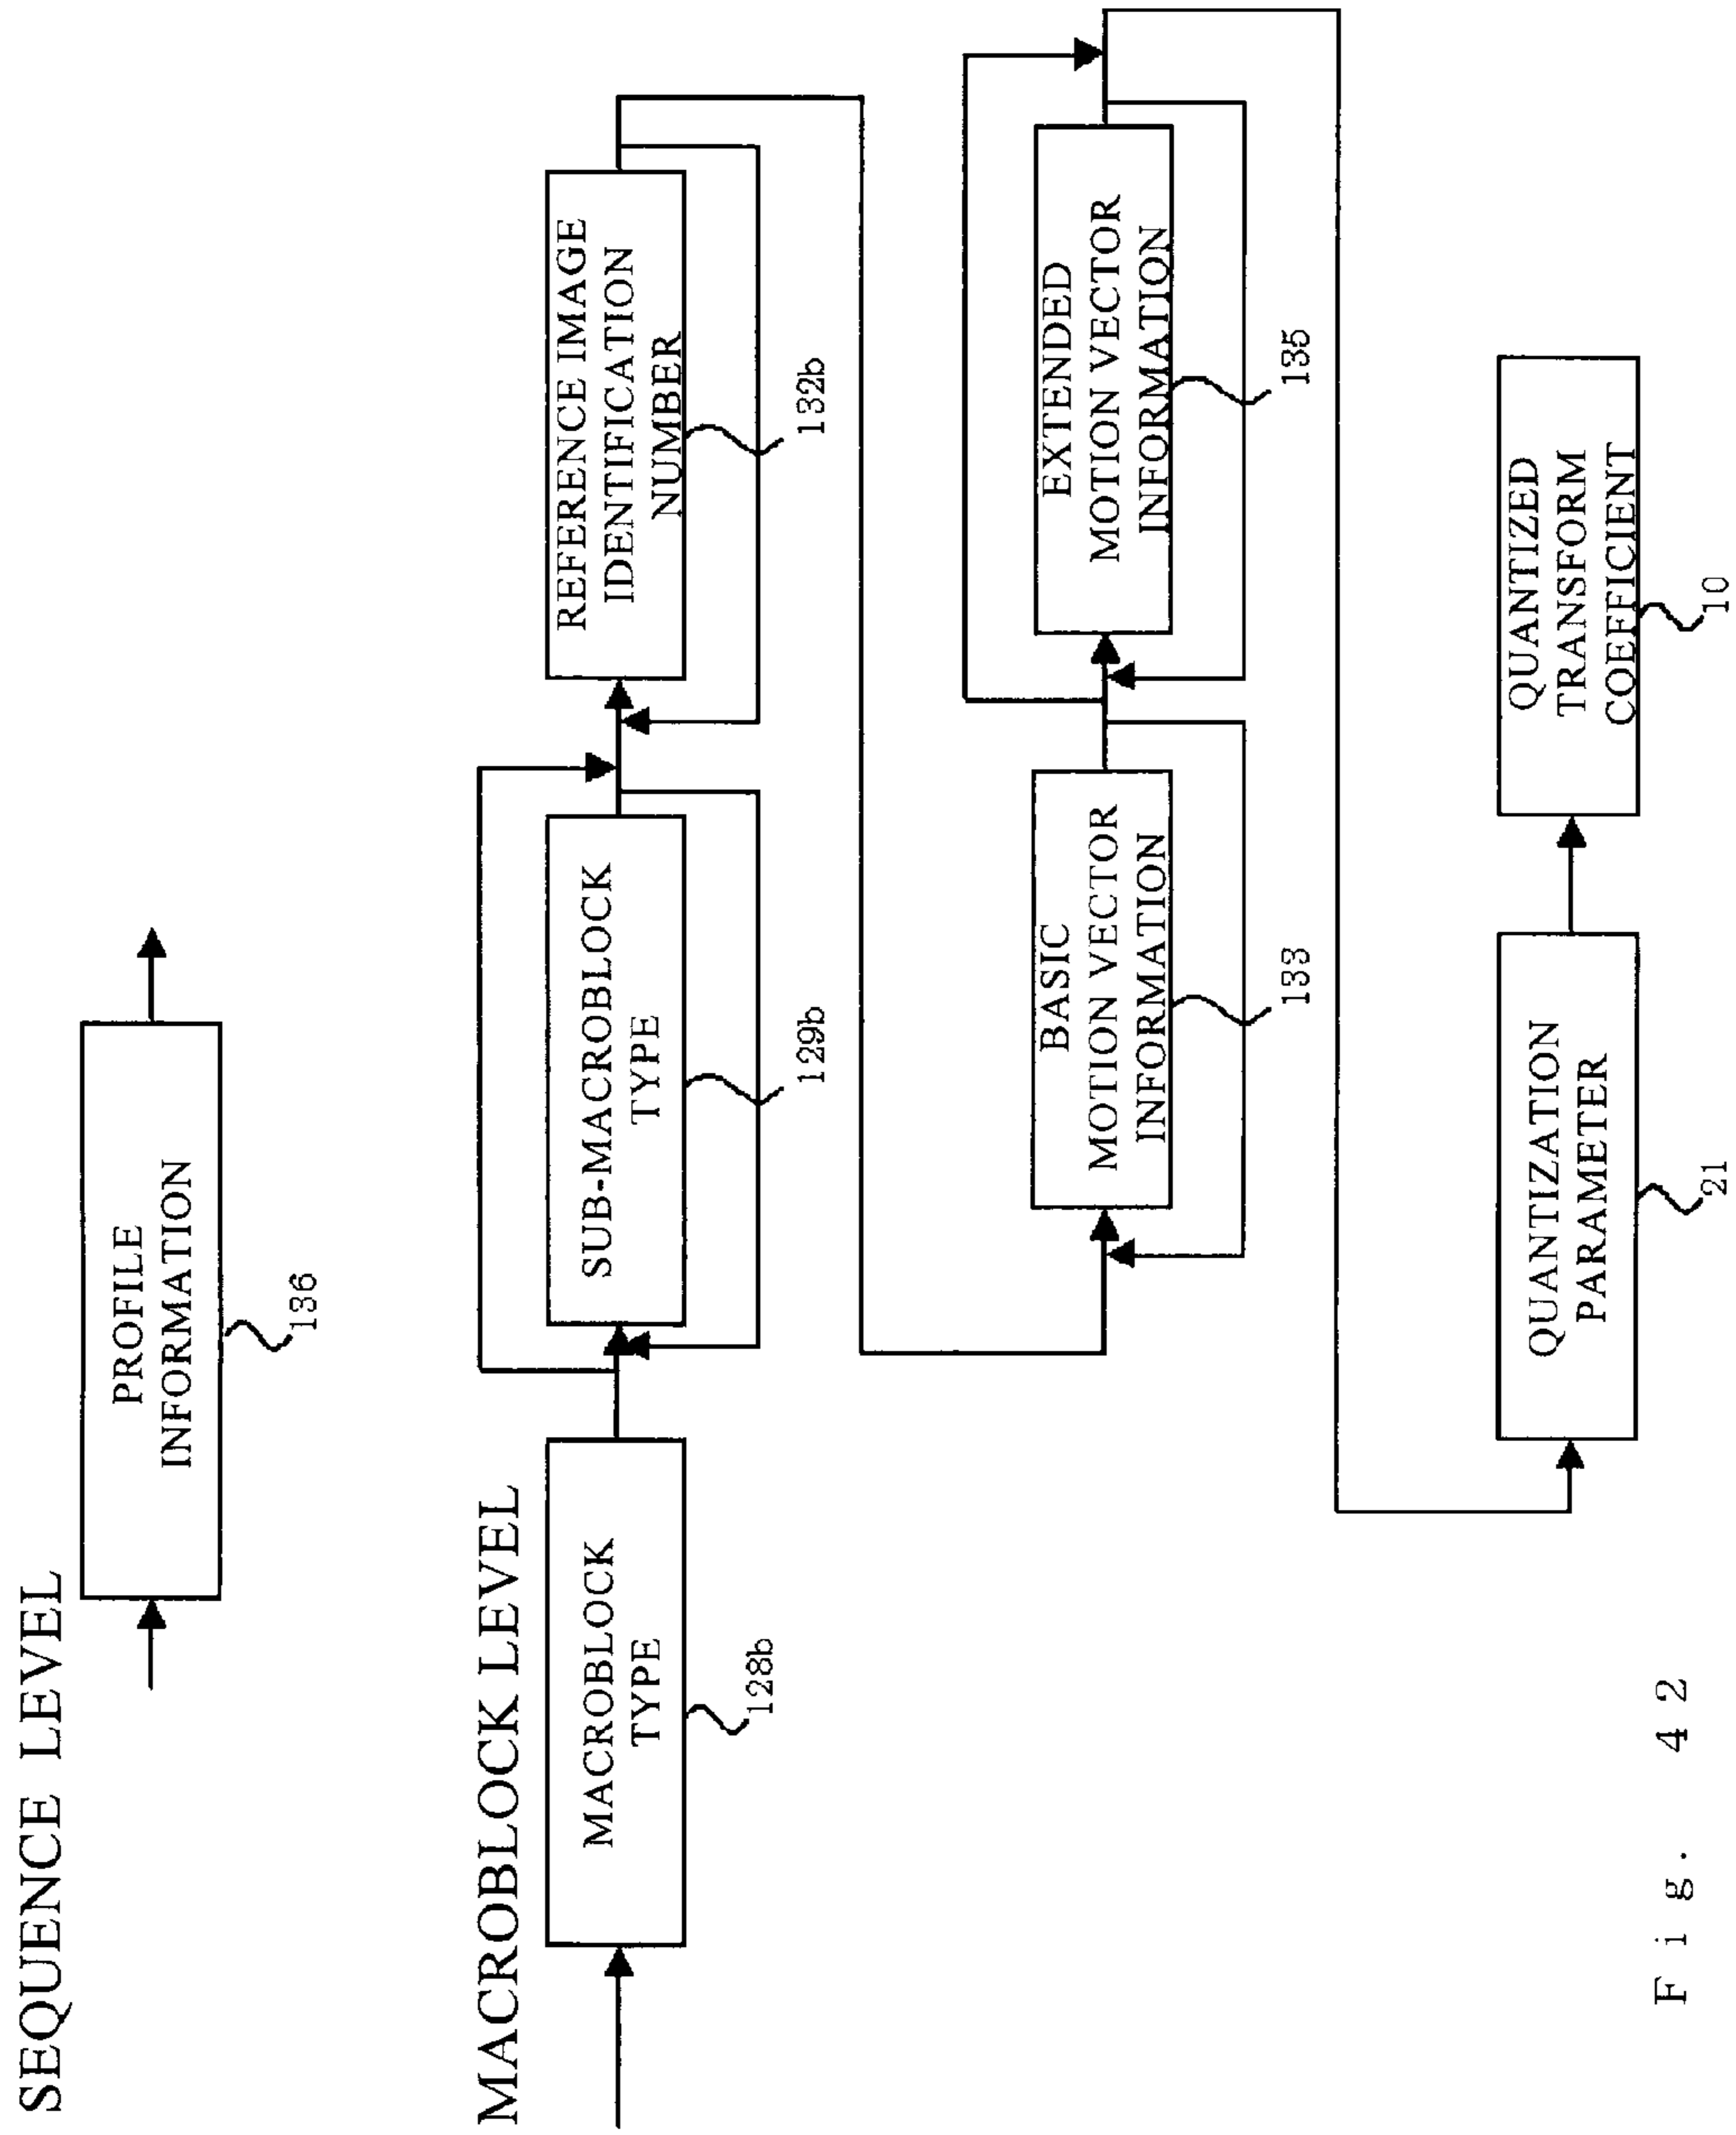 SEQUENCE LEVEL
PROFILE
INFORMATION
136
MACROBLOCK LEVEL
MACROBLOCK
TYPE
128b
SUB-MACROBLOCK
TYPE
129b
REFERENCE IMAGE
IDENTIFICATION
NUMBER
132b
BASIC
MOTION VECTOR
INFORMATION
133
EXTENDED
MOTION VECTOR
INFORMATION
135
QUANTIZATION
PARAMETER
21
QUANTIZED
TRANSFORM
COEFFICIENT
10
Fig. 42